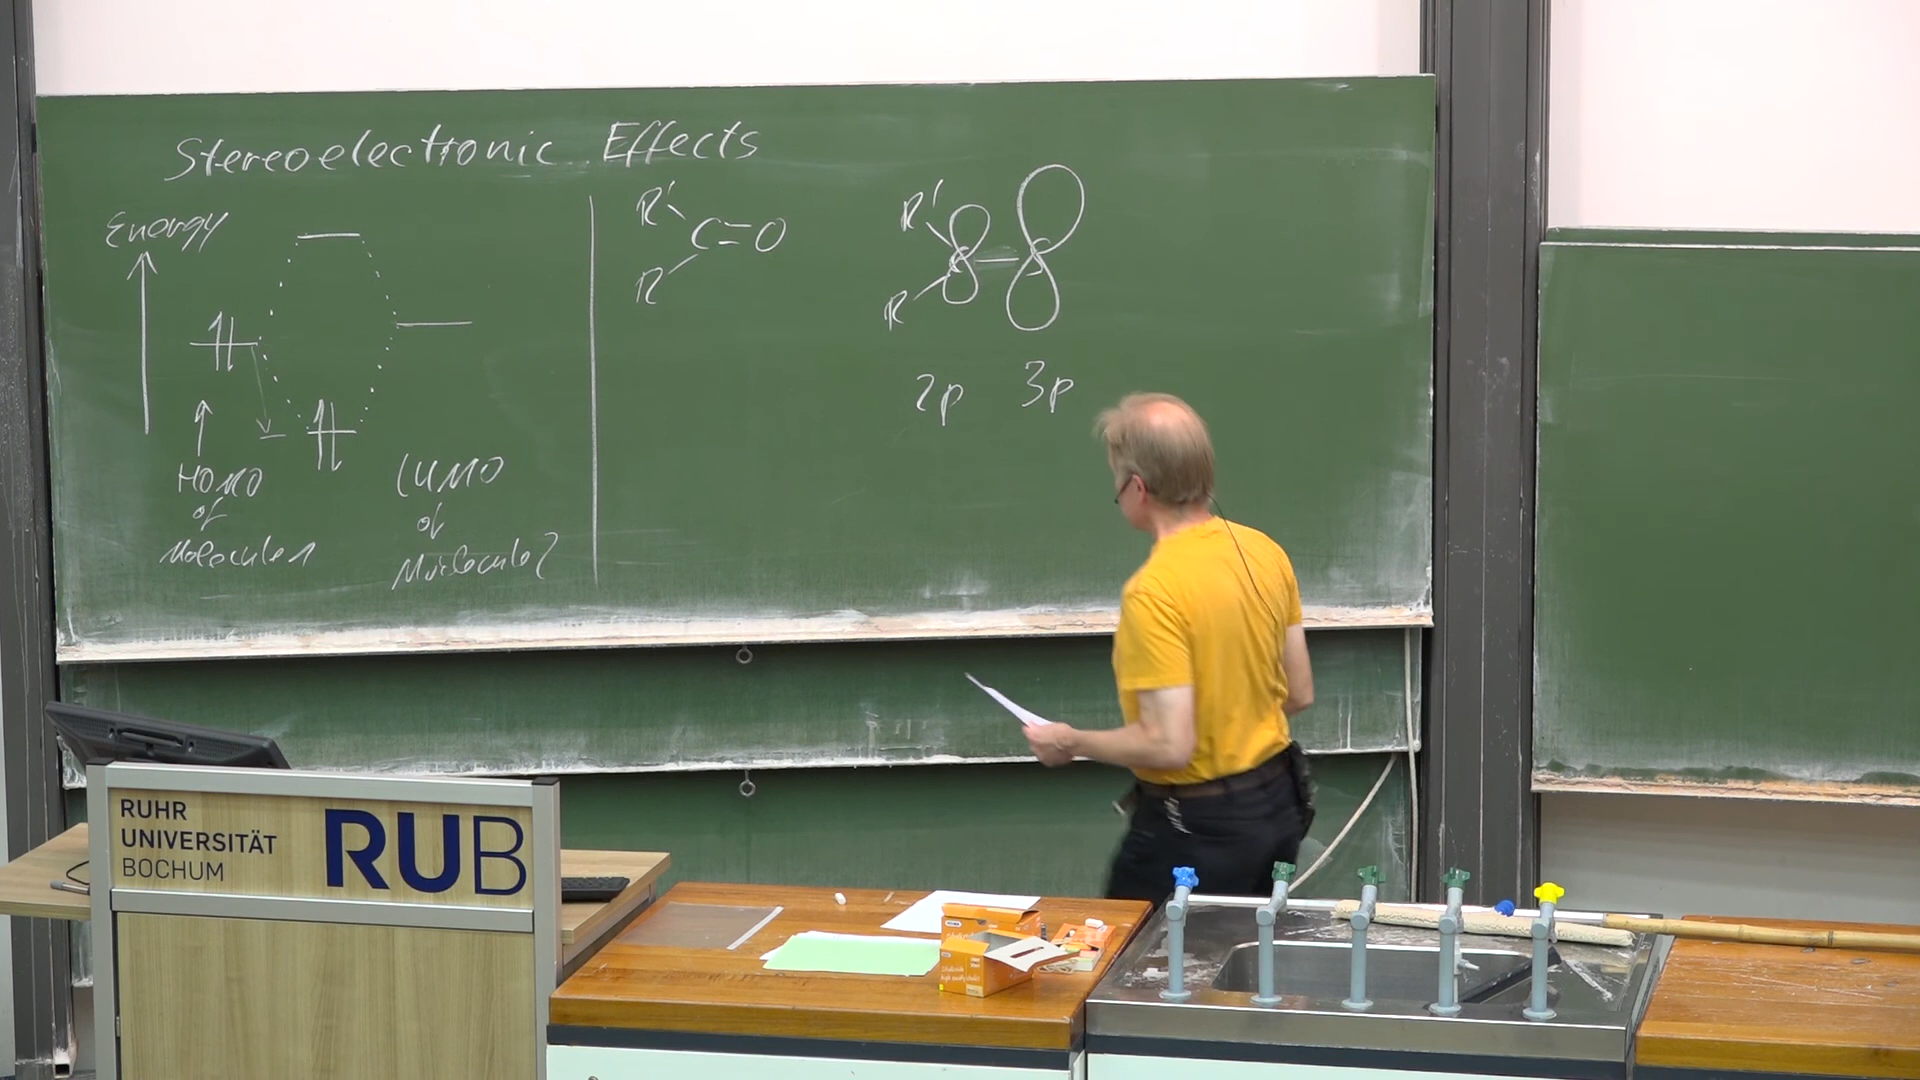 Stereoelectronic Effects
Energy
HOMO
of
Molecule 1
LUMO
of
Molecule 2
R'
C=O
R
R'
C-S
R
2p 3p
RUHR
UNIVERSITÄT
BOCHUM
RUB